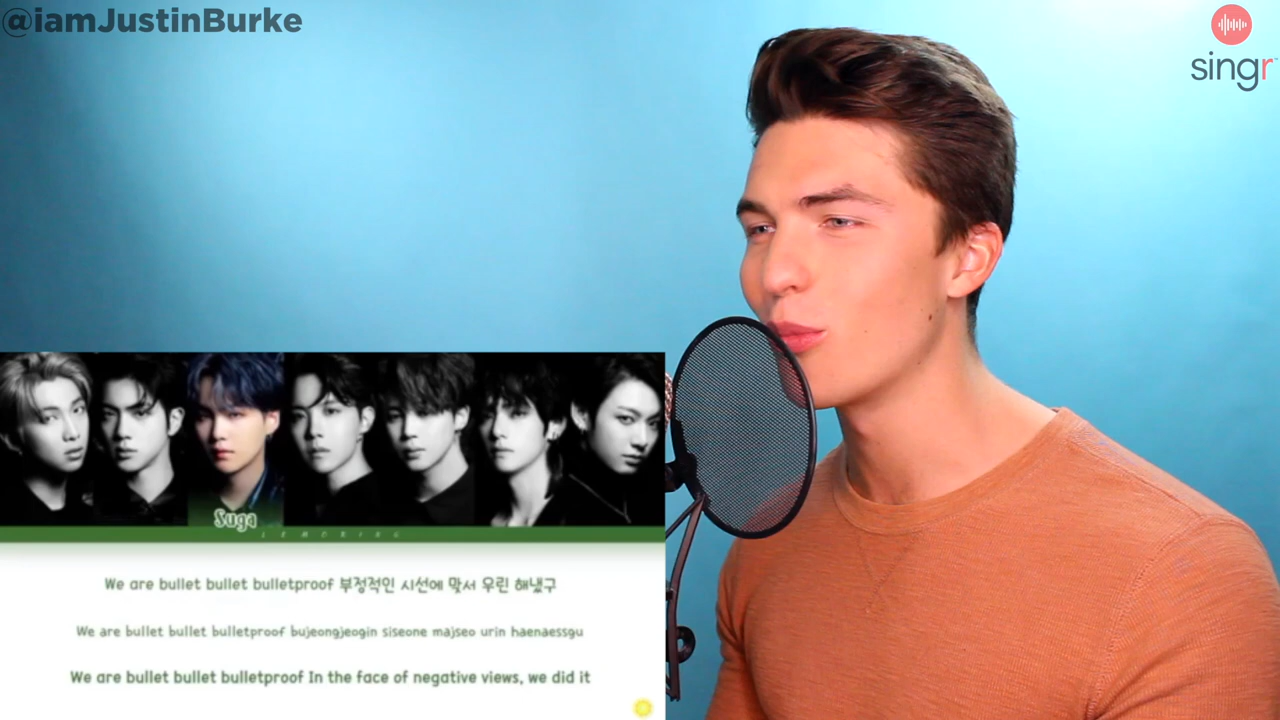 @iamJustinBurke
singr
Suga
LEMORING
We are bullet bullet bulletproof 부정적인 시선에 맞서 우린 해냈구
We are bullet bullet bulletproof bujeongjeogin siseone majseo urin haenaessgu
We are bullet bullet bulletproof In the face of negative views, we did it